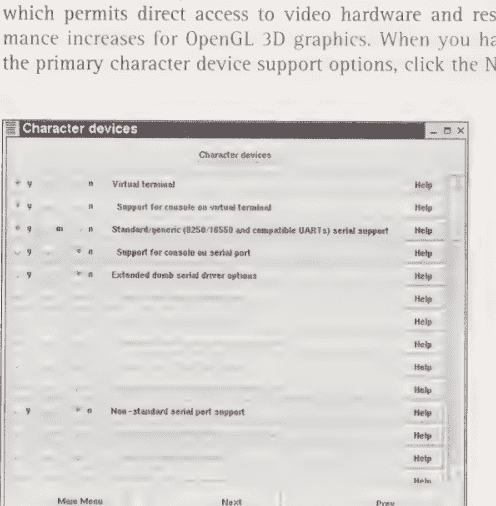 which permits direct access to video hardware and res
mance increases for OpenGL 3D graphics. When you ha
the primary character device support options, click the N
Character devices
Character devices
y n Virtual terminal Help
y n Support for console on virtual terminal Help
y m n Standard/generic (8250/16550 and compatible UARTs) serial support Help
y n Support for console on serial port Help
y n Extended dumb serial driver options Help
Help
Help
Help
Help
Help
y n Non-standard serial port support Help
Help
Help
Help
Main Menu Next Prev